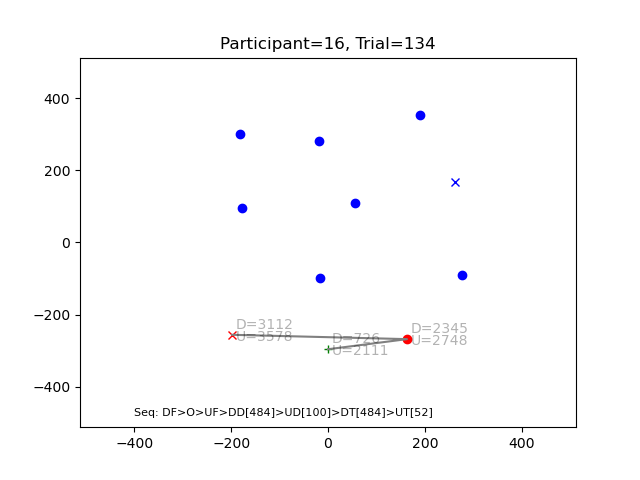 Participant=16, Trial=134
400
200
0
−200
−400
D=3112
U=3578
D=726
U=2111
D=2345
U=2748
Seq: DF>O>UF>DD[484]>UD[100]>DT[484]>UT[52]
−400 −200 0 200 400